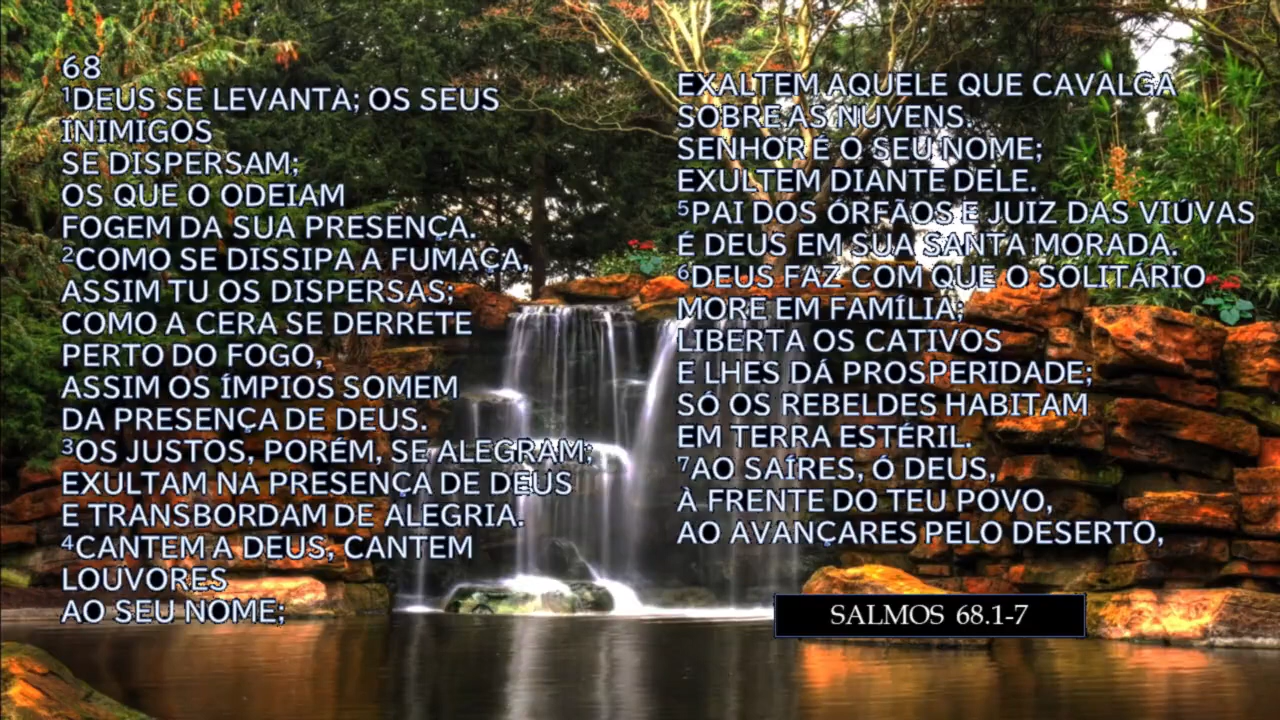 68
¹DEUS SE LEVANTA; OS SEUS
INIMIGOS
SE DISPERSAM;
OS QUE O ODEIAM
FOGEM DA SUA PRESENÇA.
²COMO SE DISSIPA A FUMAÇA,
ASSIM TU OS DISPERSAS;
COMO A CERA SE DERRETE
PERTO DO FOGO,
ASSIM OS ÍMPIOS SOMEM
DA PRESENÇA DE DEUS.
³OS JUSTOS, PORÉM, SE ALEGRAM;
EXULTAM NA PRESENÇA DE DEUS
E TRANSBORDAM DE ALEGRIA.
⁴CANTEM A DEUS, CANTEM
LOUVORES
AO SEU NOME;
EXALTEM AQUELE QUE CAVALGA
SOBRE AS NUVENS.
SENHOR É O SEU NOME;
EXULTEM DIANTE DELE.
⁵PAI DOS ÓRFÃOS E JUIZ DAS VIÚVAS
É DEUS EM SUA SANTA MORADA.
⁶DEUS FAZ COM QUE O SOLITÁRIO
MORE EM FAMÍLIA;
LIBERTA OS CATIVOS
E LHES DÁ PROSPERIDADE;
SÓ OS REBELDES HABITAM
EM TERRA ESTÉRIL.
⁷AO SAÍRES, Ó DEUS,
À FRENTE DO TEU POVO,
AO AVANÇARES PELO DESERTO,
SALMOS 68.1-7